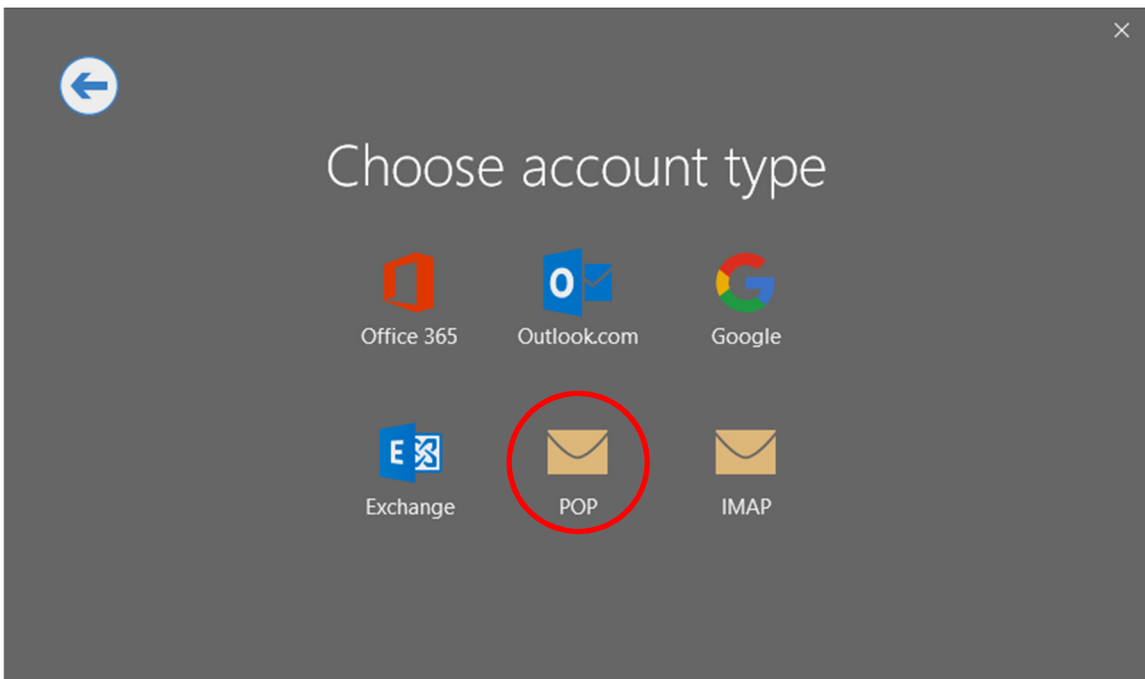 Choose account type
Office 365
Outlook.com
Google
Exchange
POP
IMAP